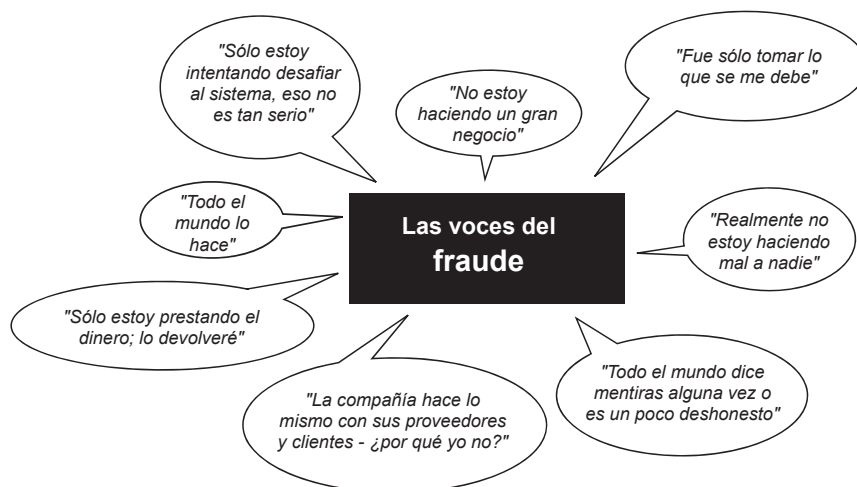 "Sólo estoy
intentando desafiar
al sistema, eso no
es tan serio"
"No estoy
haciendo un gran
negocio"
"Fue sólo tomar lo
que se me debe"
"Todo el
mundo lo
hace"
Las voces del
fraude
"Realmente no
estoy haciendo
mal a nadie"
"Sólo estoy prestando el
dinero; lo devolveré"
"La compañía hace lo
mismo con sus proveedores
y clientes - ¿por qué yo no?"
"Todo el mundo dice
mentiras alguna vez o
es un poco deshonesto"